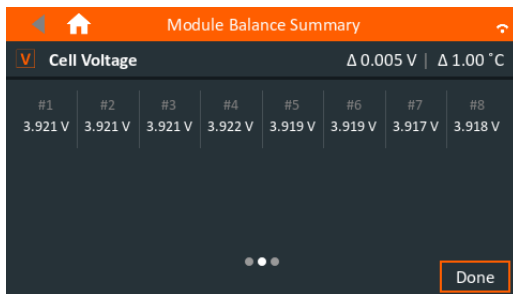 Module Balance Summary
V Cell Voltage Δ 0.005 V | Δ 1.00 °C
#1 #2 #3 #4 #5 #6 #7 #8
3.921 V 3.921 V 3.921 V 3.922 V 3.919 V 3.919 V 3.917 V 3.918 V
Done